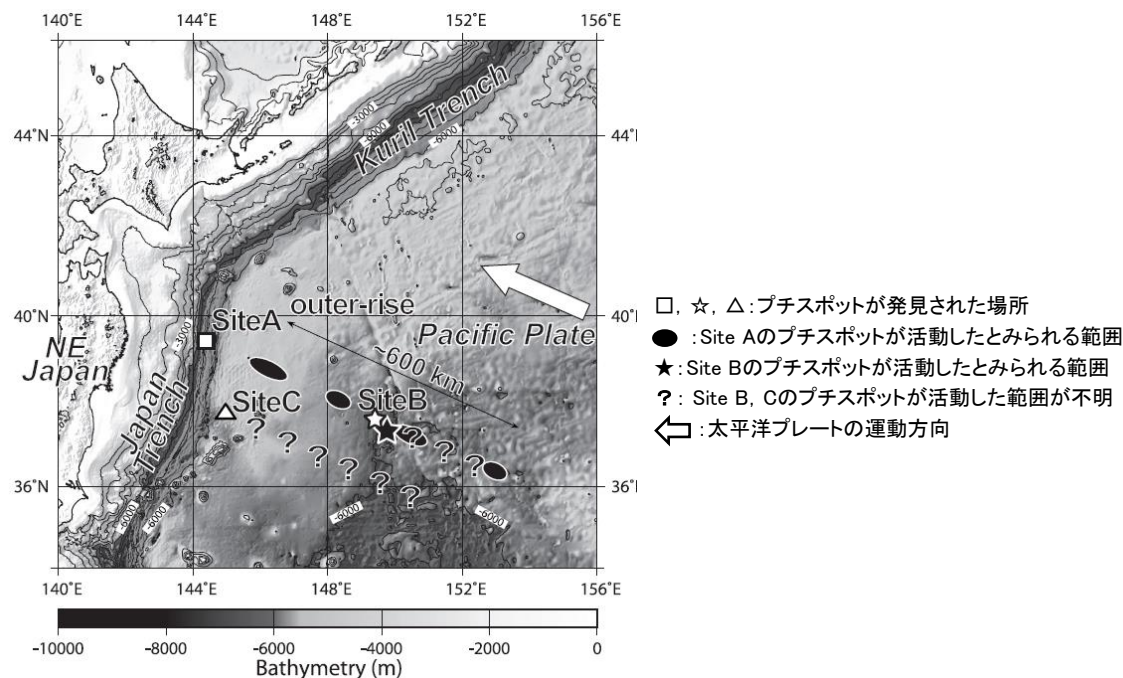 140˚E 144˚E 148˚E 152˚E 156˚E
44˚N 44˚N
40˚N 40˚N
36˚N 36˚N
-3000
-6000
-6000
Kuril Trench
outer-rise
SiteA
Pacific Plate
NE
Japan
-3000
~600 km
SiteC
SiteB
Japan
Trench
? ? ? ? ? ? ? ? ?
-6000
-6000
-6000
-6000
140˚E 144˚E 148˚E 152˚E 156˚E
-10000 -8000 -6000 -4000 -2000 0
Bathymetry (m)
□, ☆, △:プチスポットが発見された場所
:Site Aのプチスポットが活動したとみられる範囲
★:Site Bのプチスポットが活動したとみられる範囲
?:Site B, Cのプチスポットが活動した範囲が不明
:太平洋プレートの運動方向